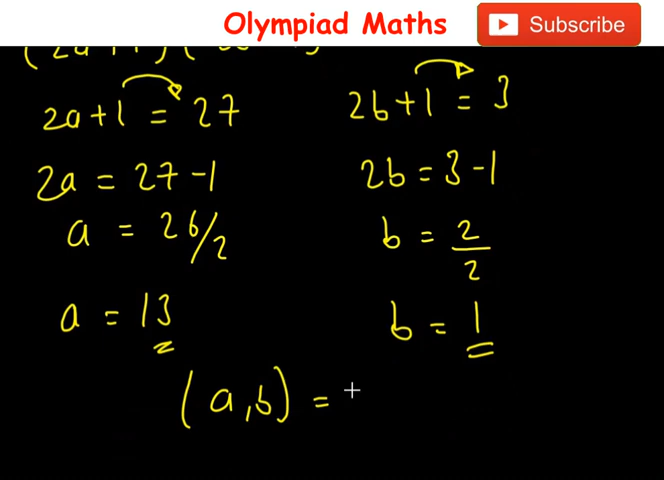 Olympiad Maths Subscribe
2a+1 = 27 2b+1 = 3
2a = 27-1 2b = 3-1
a = 26/2 b = 2/2
a = 13 b = 1
(a,b) =